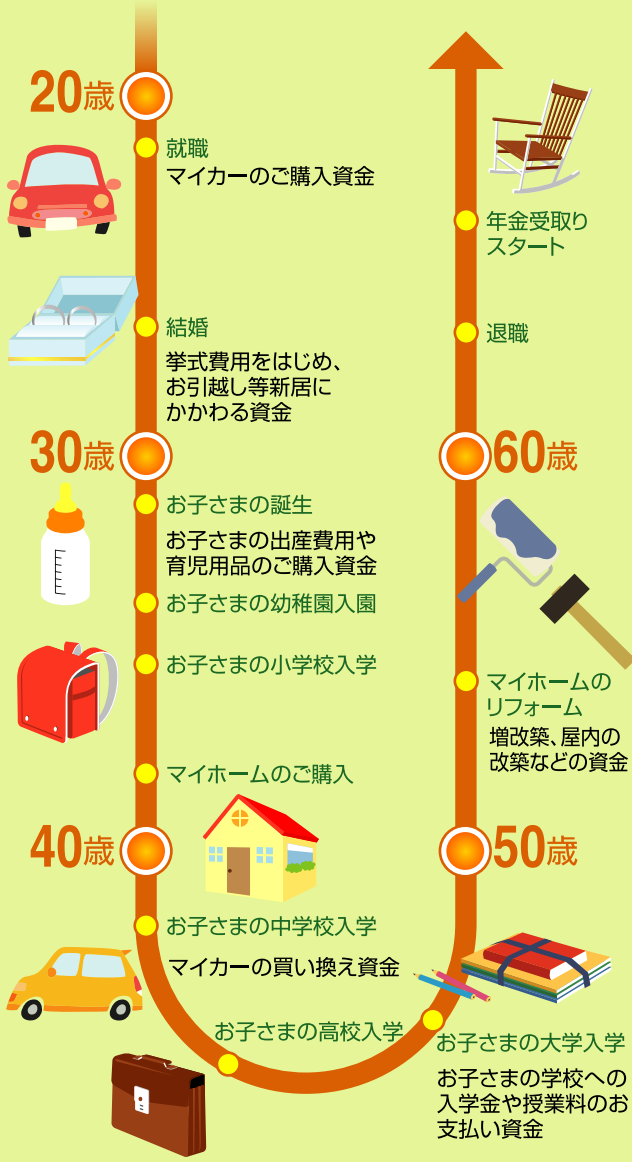 20歳
就職
マイカーのご購入資金
結婚
挙式費用をはじめ、
お引越し等新居に
かかわる資金
30歳
お子さまの誕生
お子さまの出産費用や
育児用品のご購入資金
お子さまの幼稚園入園
お子さまの小学校入学
マイホームのご購入
40歳
お子さまの中学校入学
マイカーの買い換え資金
お子さまの高校入学
お子さまの大学入学
お子さまの学校への
入学金や授業料のお
支払い資金
50歳
マイホームの
リフォーム
増改築、屋内の
改築などの資金
60歳
退職
年金受取り
スタート